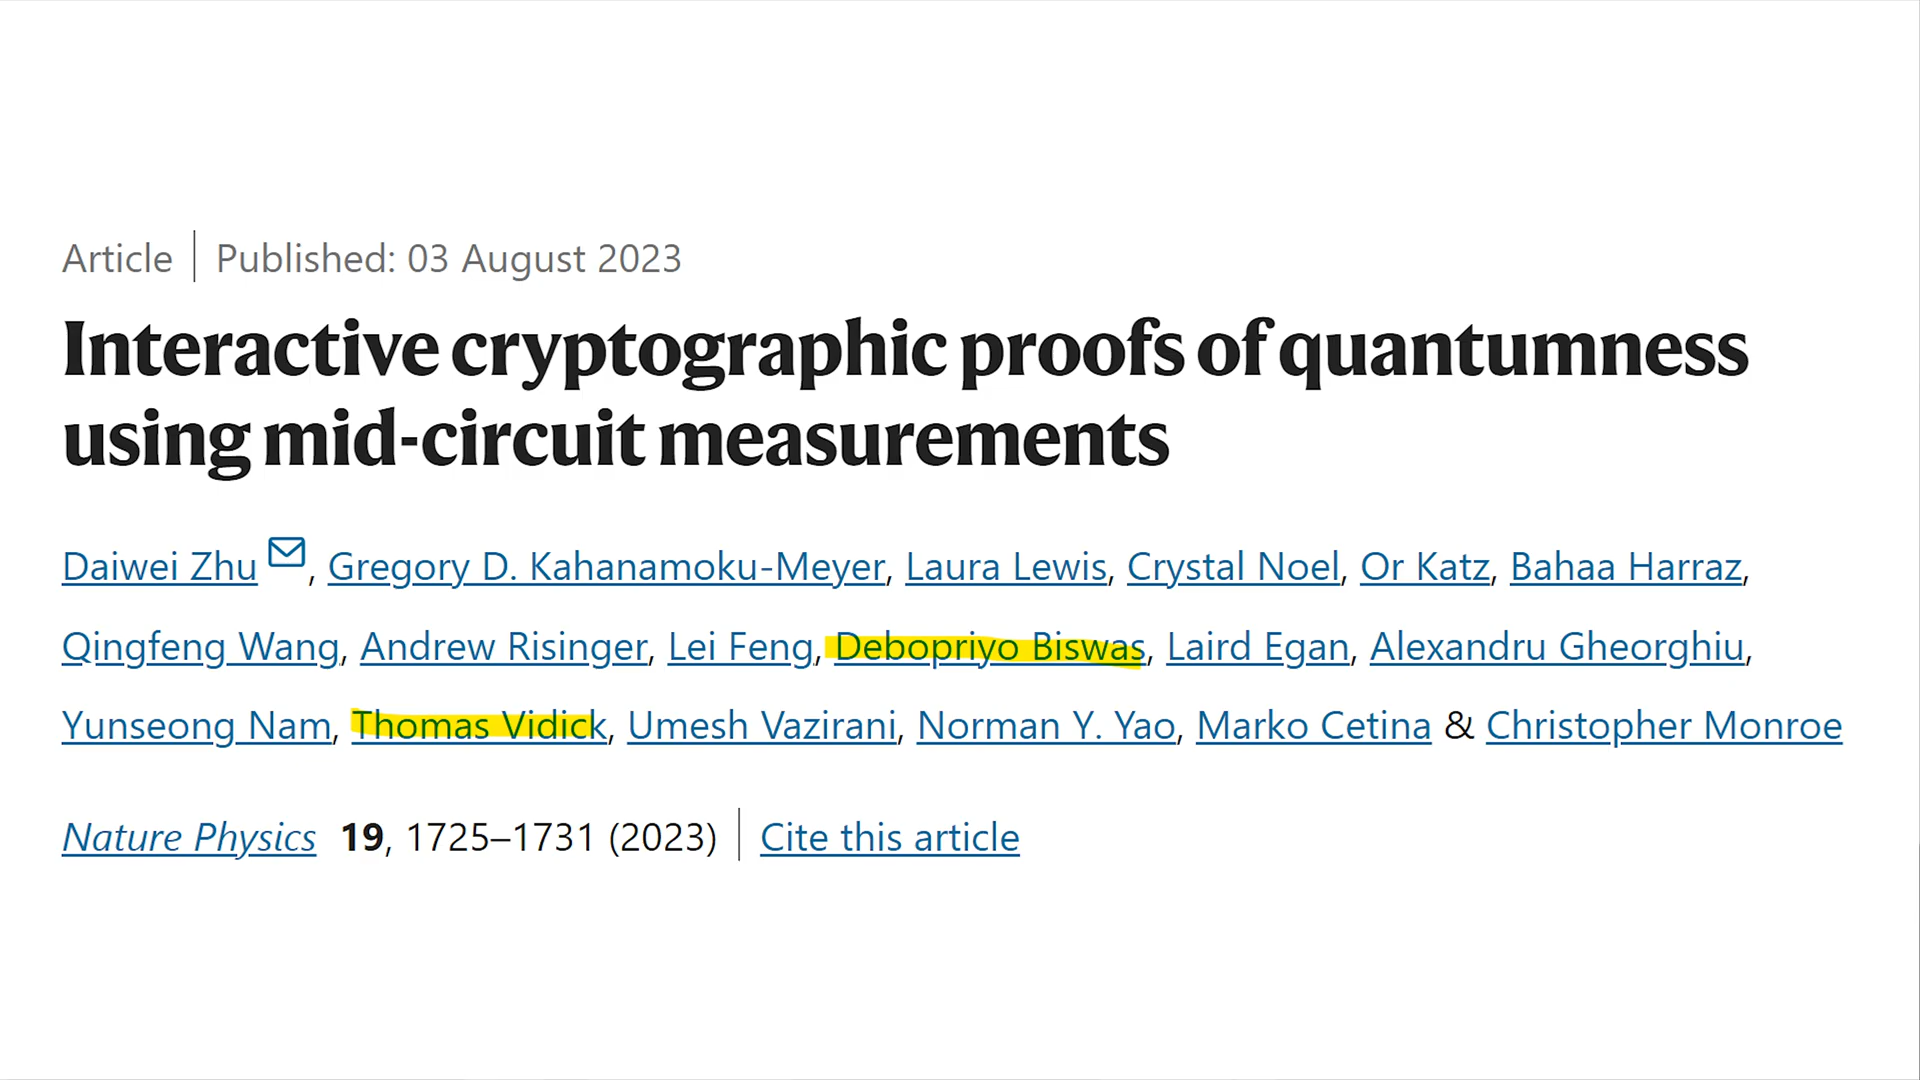 Article | Published: 03 August 2023
Interactive cryptographic proofs of quantumness
using mid-circuit measurements
Daiwei Zhu, Gregory D. Kahanamoku-Meyer, Laura Lewis, Crystal Noel, Or Katz, Bahaa Harraz,
Qingfeng Wang, Andrew Risinger, Lei Feng, Debopriyo Biswas, Laird Egan, Alexandru Gheorghiu,
Yunseong Nam, Thomas Vidick, Umesh Vazirani, Norman Y. Yao, Marko Cetina & Christopher Monroe
Nature Physics 19, 1725–1731 (2023) | Cite this article